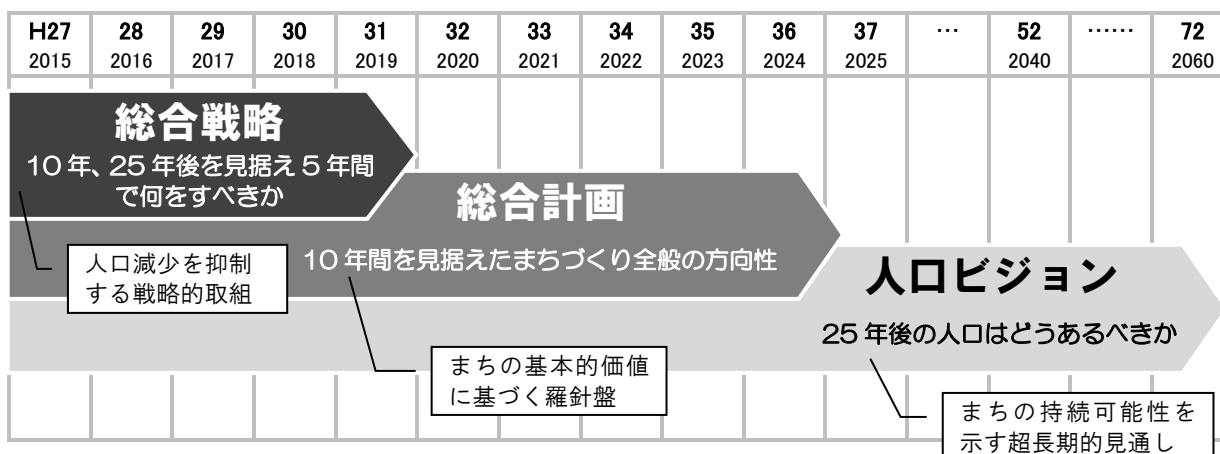 H27 28 29 30 31 32 33 34 35 36 37 … 52 …… 72
2015 2016 2017 2018 2019 2020 2021 2022 2023 2024 2025 2040 2060
総合戦略
10年、25年後を見据え5年間
で何をすべきか
総合計画
10年間を見据えたまちづくり全般の方向性
人口減少を抑制
する戦略的取組
人口ビジョン
25年後の人口はどうあるべきか
まちの基本的価値
に基づく羅針盤
まちの持続可能性を
示す超長期的見通し